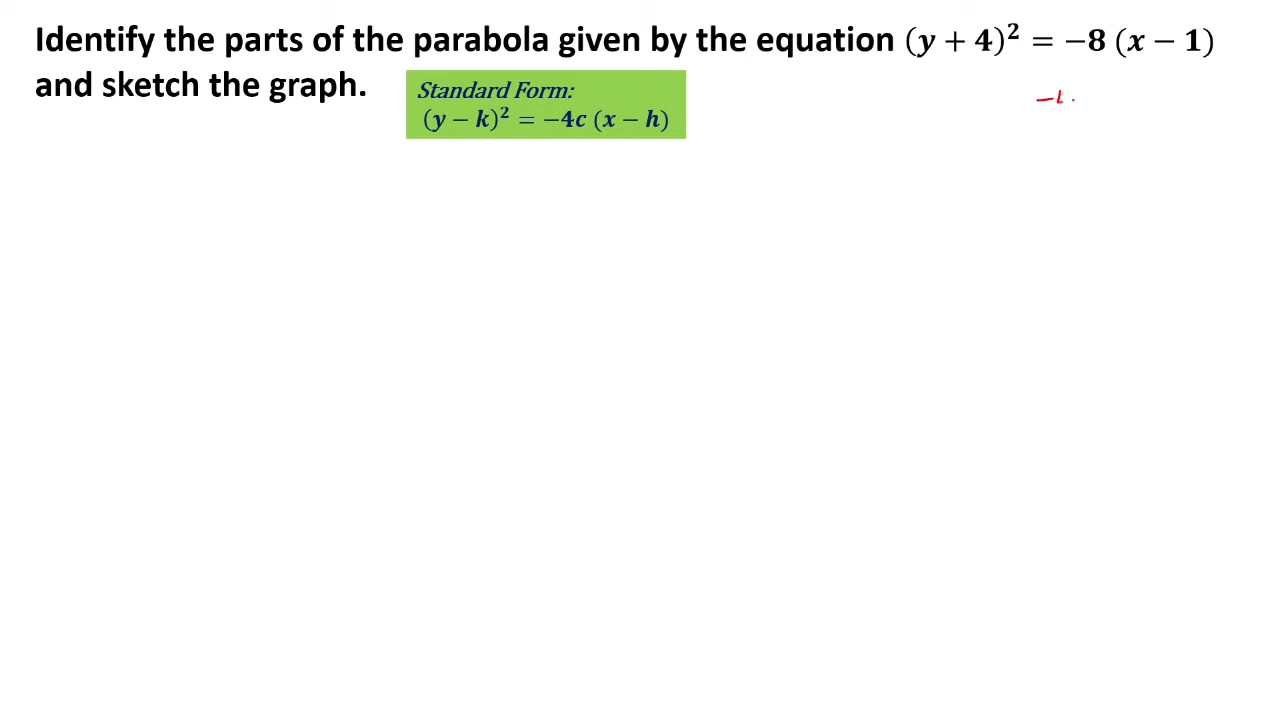 Identify the parts of the parabola given by the equation (y + 4)² = −8 (x − 1)
and sketch the graph.
Standard Form:
(y − k)² = −4c (x − h)